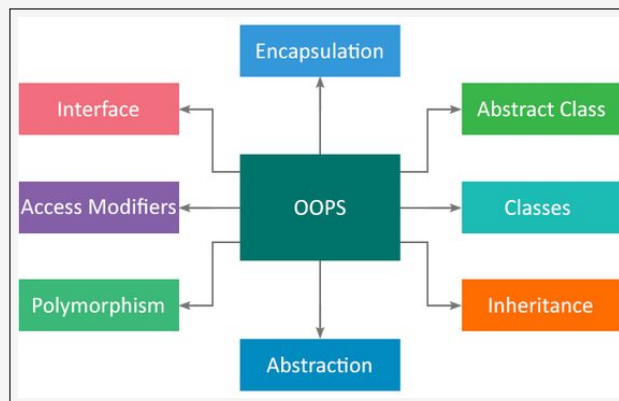 Encapsulation
Interface
Abstract Class
Access Modifiers
OOPS
Classes
Polymorphism
Inheritance
Abstraction